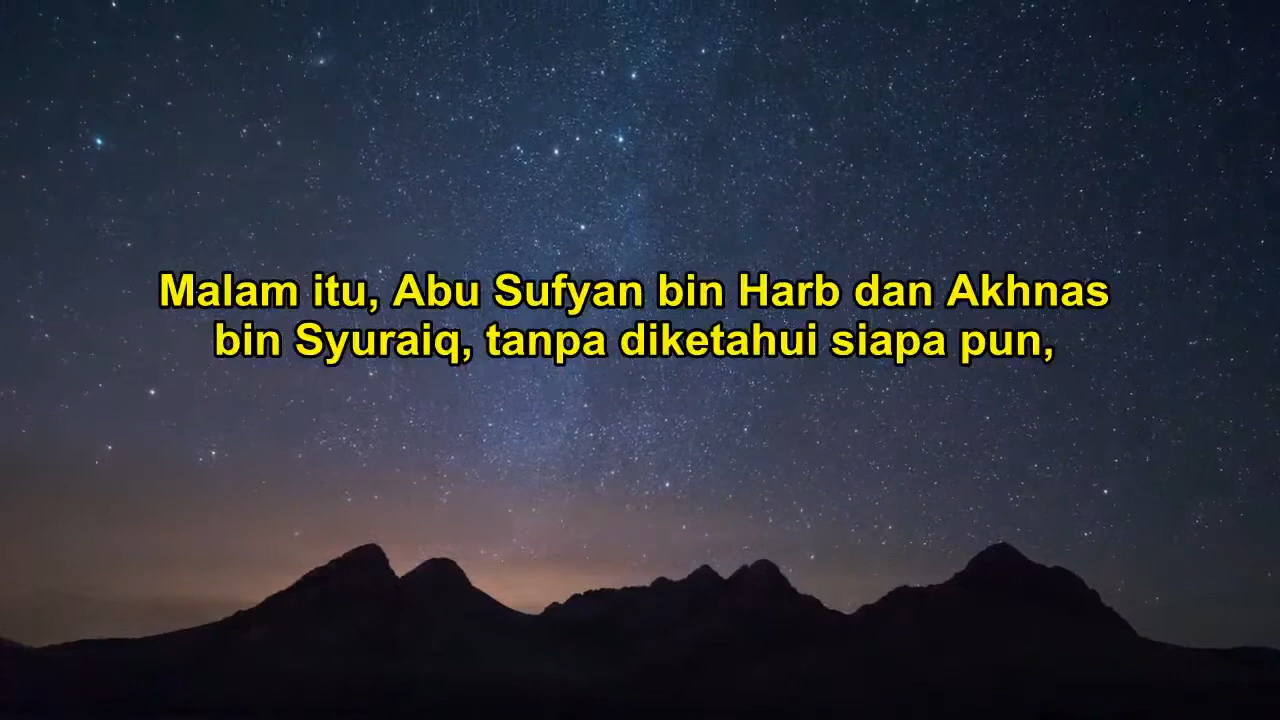 Malam itu, Abu Sufyan bin Harb dan Akhnas
bin Syuraiq, tanpa diketahui siapa pun,